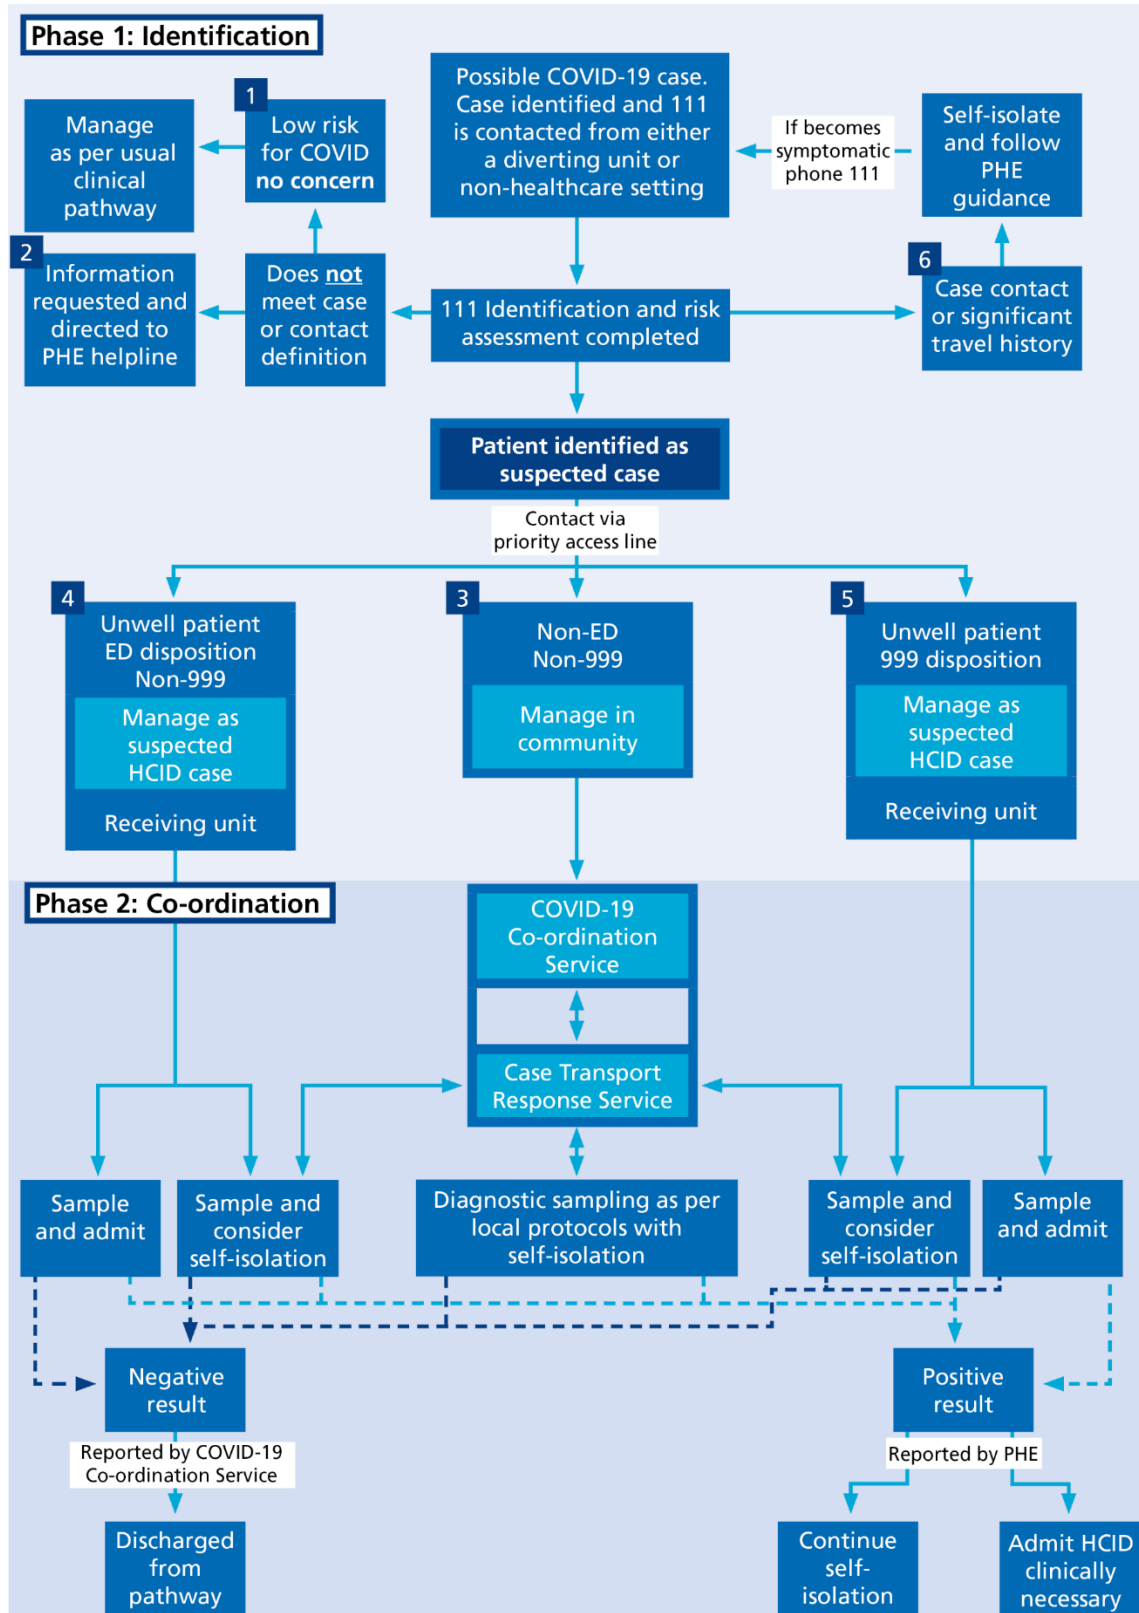 Phase 1: Identification
Possible COVID-19 case.
Case identified and 111
is contacted from either
a diverting unit or
non-healthcare setting
1
Low risk
for COVID
no concern
Manage
as per usual
clinical
pathway
If becomes
symptomatic
phone 111
Self-isolate
and follow
PHE
guidance
2
Information
requested and
directed to
PHE helpline
Does not
meet case
or contact
definition
111 Identification and risk
assessment completed
6
Case contact
or significant
travel history
Patient identified as
suspected case
Contact via
priority access line
4
Unwell patient
ED disposition
Non-999
Manage as
suspected
HCID case
Receiving unit
3
Non-ED
Non-999
Manage in
community
5
Unwell patient
999 disposition
Manage as
suspected
HCID case
Receiving unit
Phase 2: Co-ordination
COVID-19
Co-ordination
Service
Case Transport
Response Service
Sample
and admit
Sample and
consider
self-isolation
Diagnostic sampling as per
local protocols with
self-isolation
Sample and
consider
self-isolation
Sample
and admit
Negative
result
Positive
result
Reported by COVID-19
Co-ordination Service
Reported by PHE
Discharged
from
pathway
Continue
self-
isolation
Admit HCID
clinically
necessary